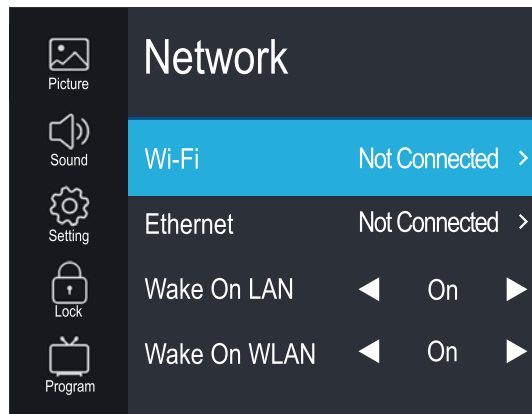 Picture
Sound
Setting
Lock
Program
Network
Wi-Fi Not Connected >
Ethernet Not Connected >
Wake On LAN ◀ On ▶
Wake On WLAN ◀ On ▶